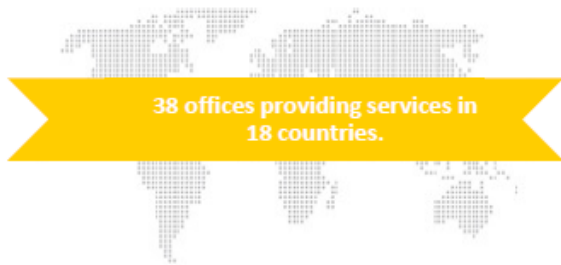 38 offices providing services in
18 countries.